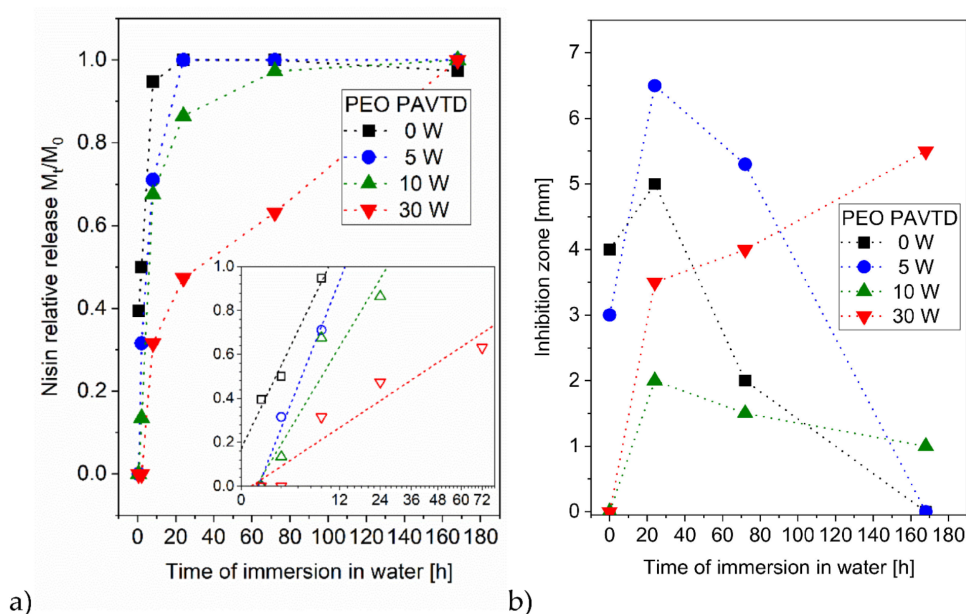 Nisin relative release Mt/M0
1.0
0.8
0.6
0.4
0.2
0.0
PEO PAVTD
0 W
5 W
10 W
30 W
1.0
0.8
0.6
0.4
0.2
0.0
0 12 24 36 48 60 72
0 20 40 60 80 100 120 140 160 180
Time of immersion in water [h]
a)
Inhibition zone [mm]
7
6
5
4
3
2
1
0
PEO PAVTD
0 W
5 W
10 W
30 W
0 20 40 60 80 100 120 140 160 180
Time of immersion in water [h]
b)